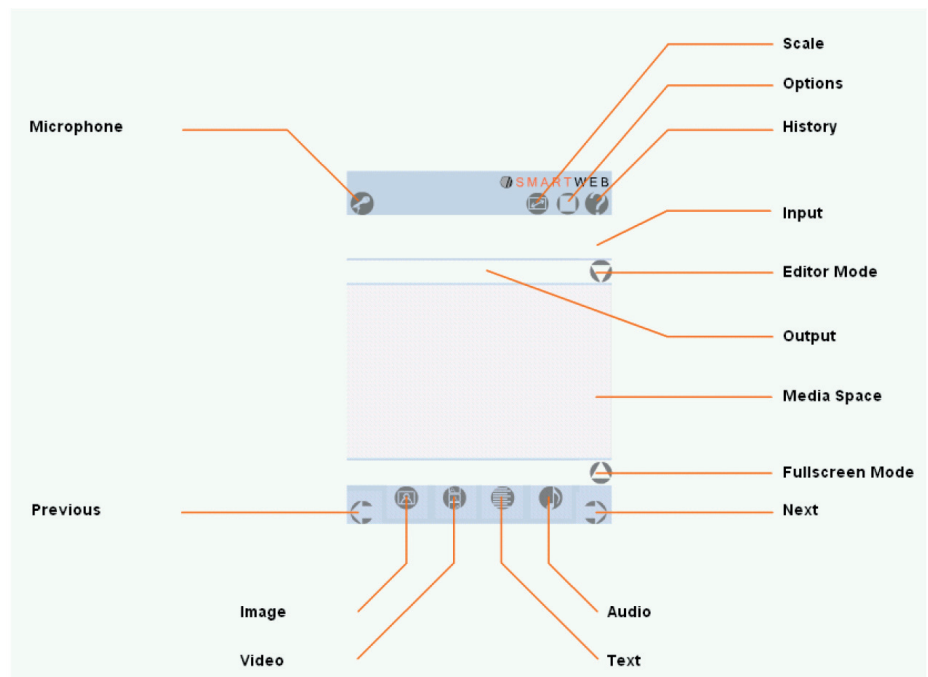 Scale
Options
Microphone
History
SMARTWEB
Input
Editor Mode
Output
Media Space
Fullscreen Mode
Previous
Next
Image
Audio
Video
Text